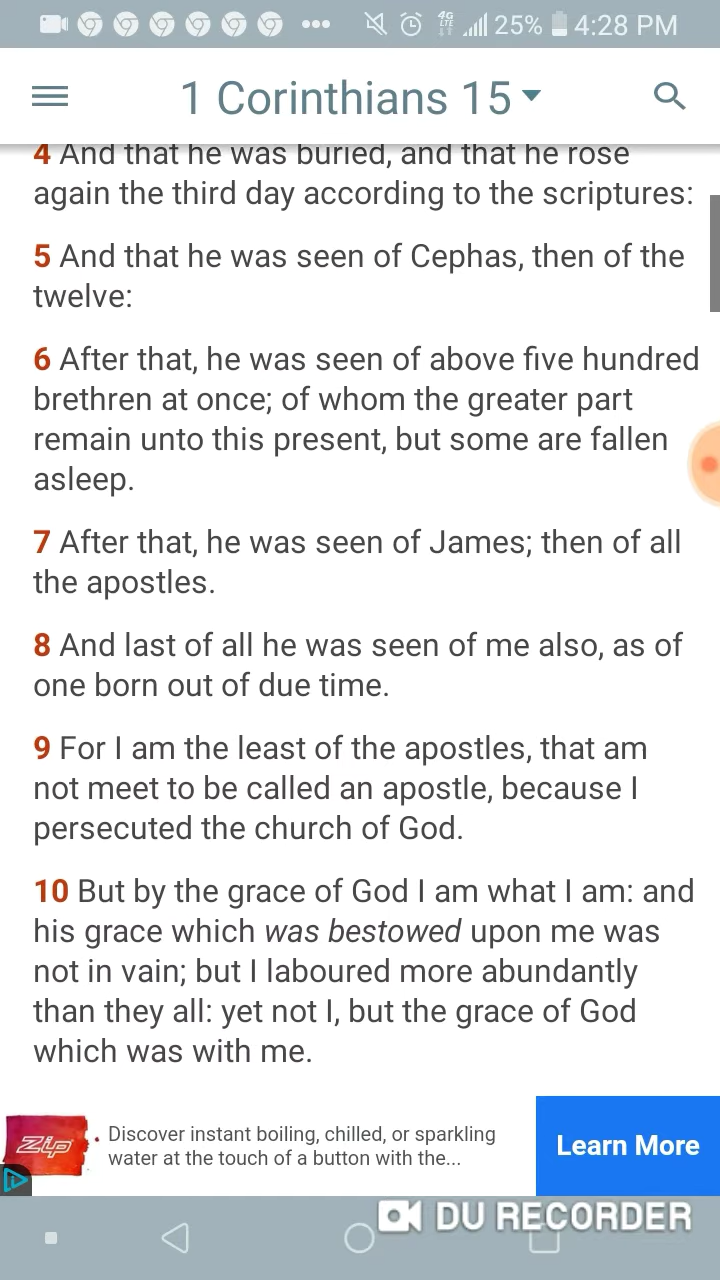 4G
LTE
25%
4:28 PM
1 Corinthians 15
4 And that he was buried, and that he rose
again the third day according to the scriptures:
5 And that he was seen of Cephas, then of the
twelve:
6 After that, he was seen of above five hundred
brethren at once; of whom the greater part
remain unto this present, but some are fallen
asleep.
7 After that, he was seen of James; then of all
the apostles.
8 And last of all he was seen of me also, as of
one born out of due time.
9 For I am the least of the apostles, that am
not meet to be called an apostle, because I
persecuted the church of God.
10 But by the grace of God I am what I am: and
his grace which was bestowed upon me was
not in vain; but I laboured more abundantly
than they all: yet not I, but the grace of God
which was with me.
Zip
Discover instant boiling, chilled, or sparkling
water at the touch of a button with the...
Learn More
DU RECORDER